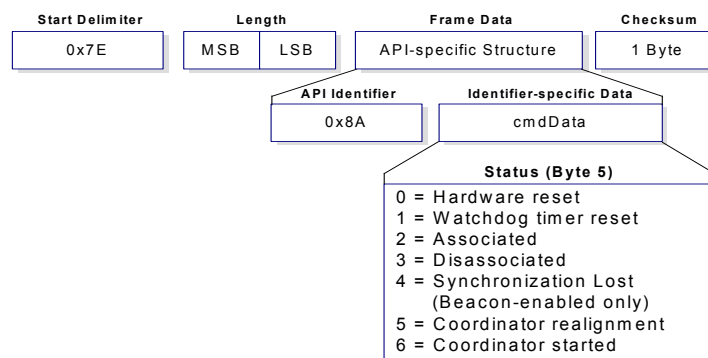 Start Delimiter Length Frame Data Checksum
0x7E MSB LSB API-specific Structure 1 Byte
API Identifier Identifier-specific Data
0x8A cmdData
Status (Byte 5)
0 = Hardware reset
1 = Watchdog timer reset
2 = Associated
3 = Disassociated
4 = Synchronization Lost
(Beacon-enabled only)
5 = Coordinator realignment
6 = Coordinator started